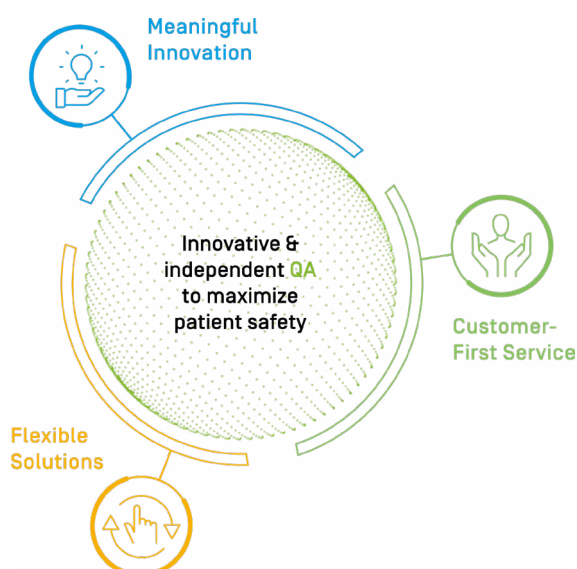 Meaningful
Innovation
Innovative &
independent QA
to maximize
patient safety
Customer-
First Service
Flexible
Solutions